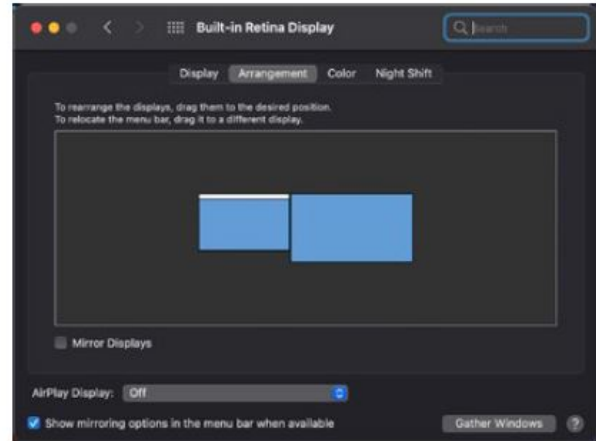 Built-in Retina Display
Search
Display Arrangement Color Night Shift
To rearrange the displays, drag them to the desired position.
To relocate the menu bar, drag it to a different display.
Mirror Displays
AirPlay Display: Off
Show mirroring options in the menu bar when available
Gather Windows ?